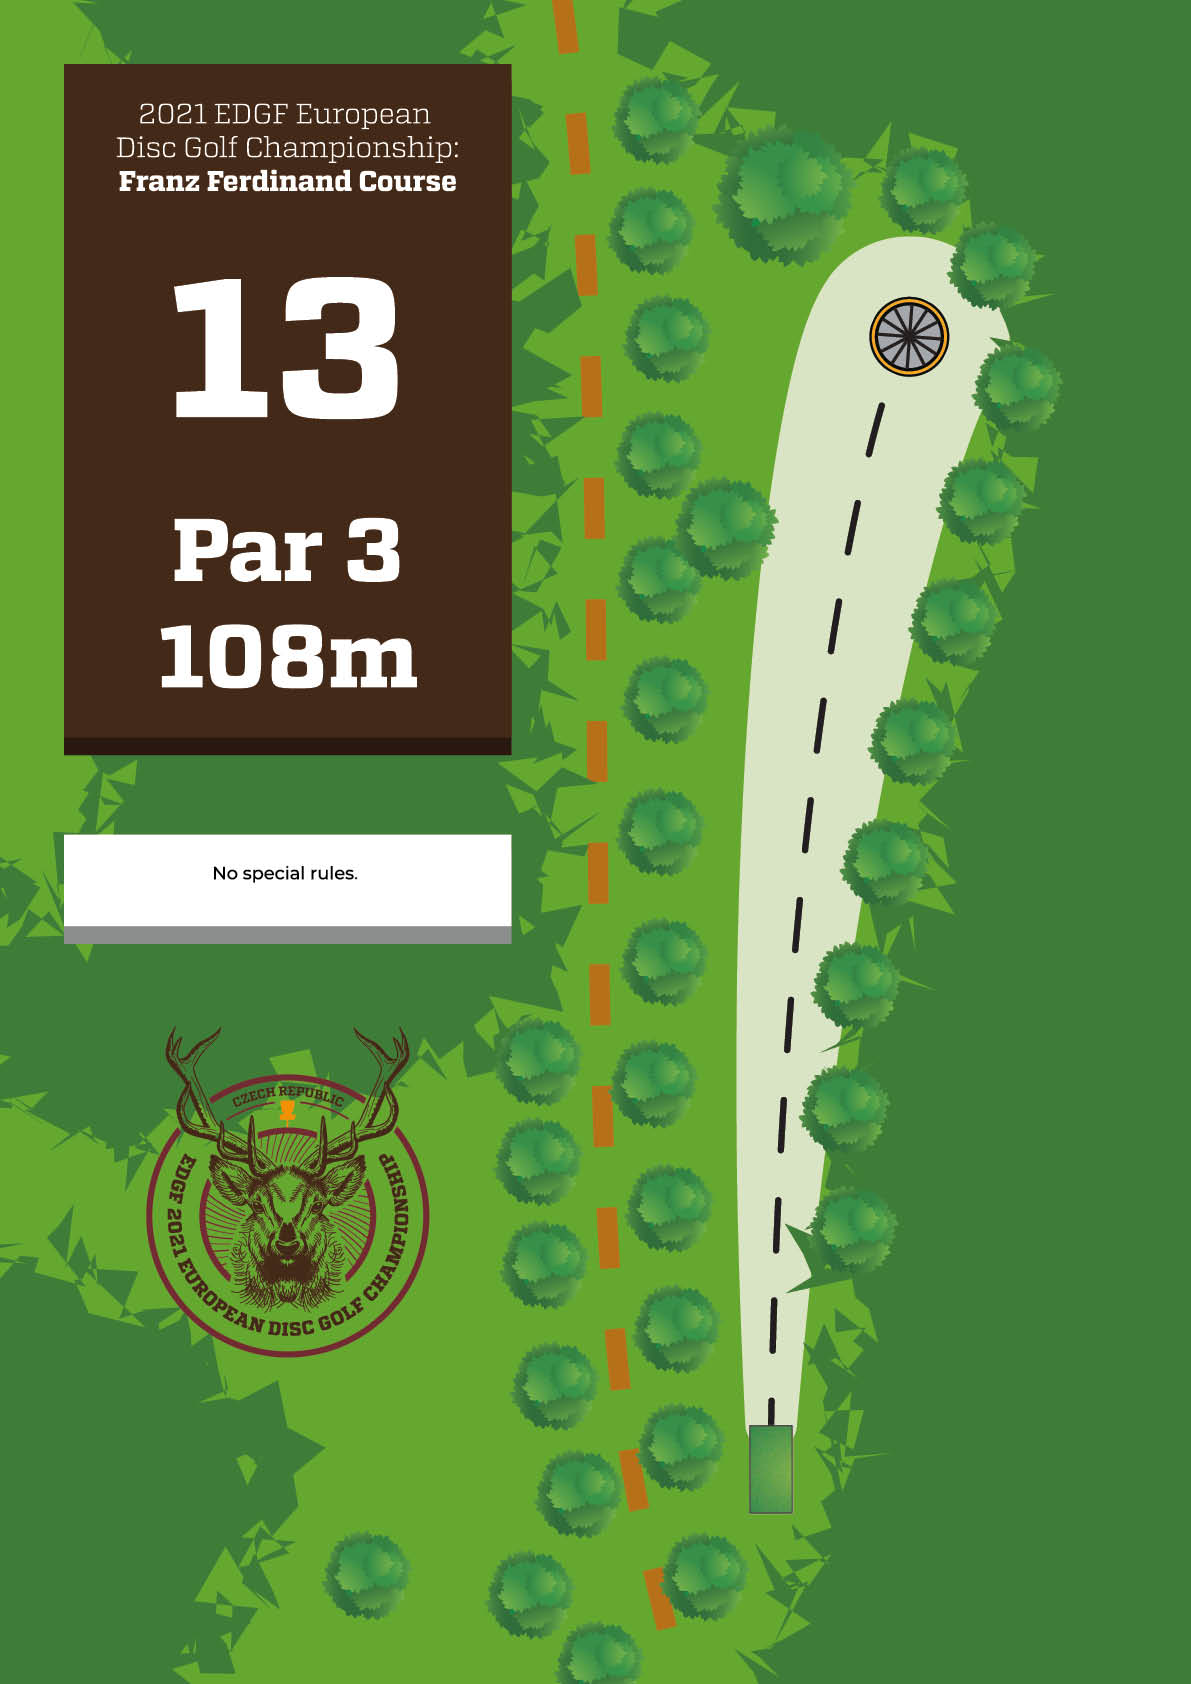 2021 EDGF European
Disc Golf Championship:
Franz Ferdinand Course
13
Par 3
108m
No special rules.
CZECH REPUBLIC
EDGF 2021 EUROPEAN DISC GOLF CHAMPIONSHIP